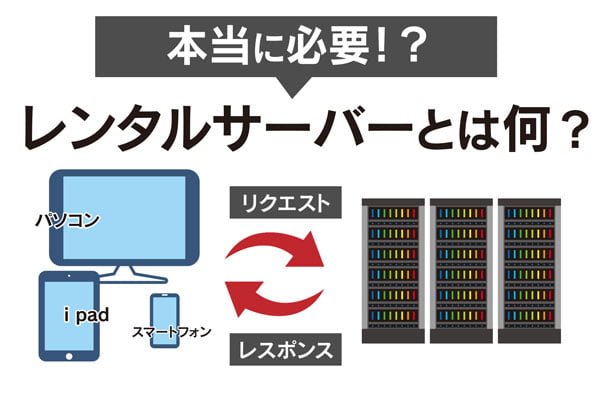 本当に必要!?
レンタルサーバーとは何?
パソコン
リクエスト
i pad
スマートフォン
レスポンス